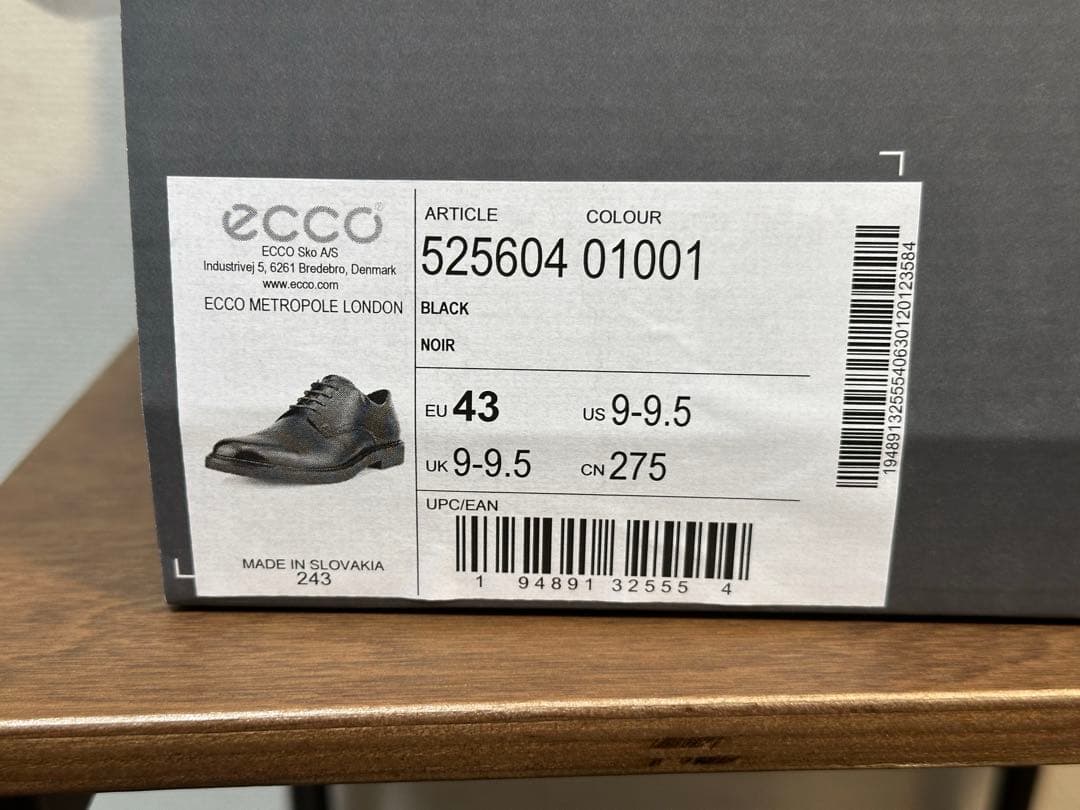 ecco®
ECCO Sko A/S
Industrivej 5, 6261 Bredebro, Denmark
www.ecco.com
ECCO METROPOLE LONDON
MADE IN SLOVAKIA
243
ARTICLE COLOUR
525604 01001
BLACK
NOIR
EU 43 US 9-9.5
UK 9-9.5 CN 275
UPC/EAN
1 94891 32555 4
19489132555540630120123584